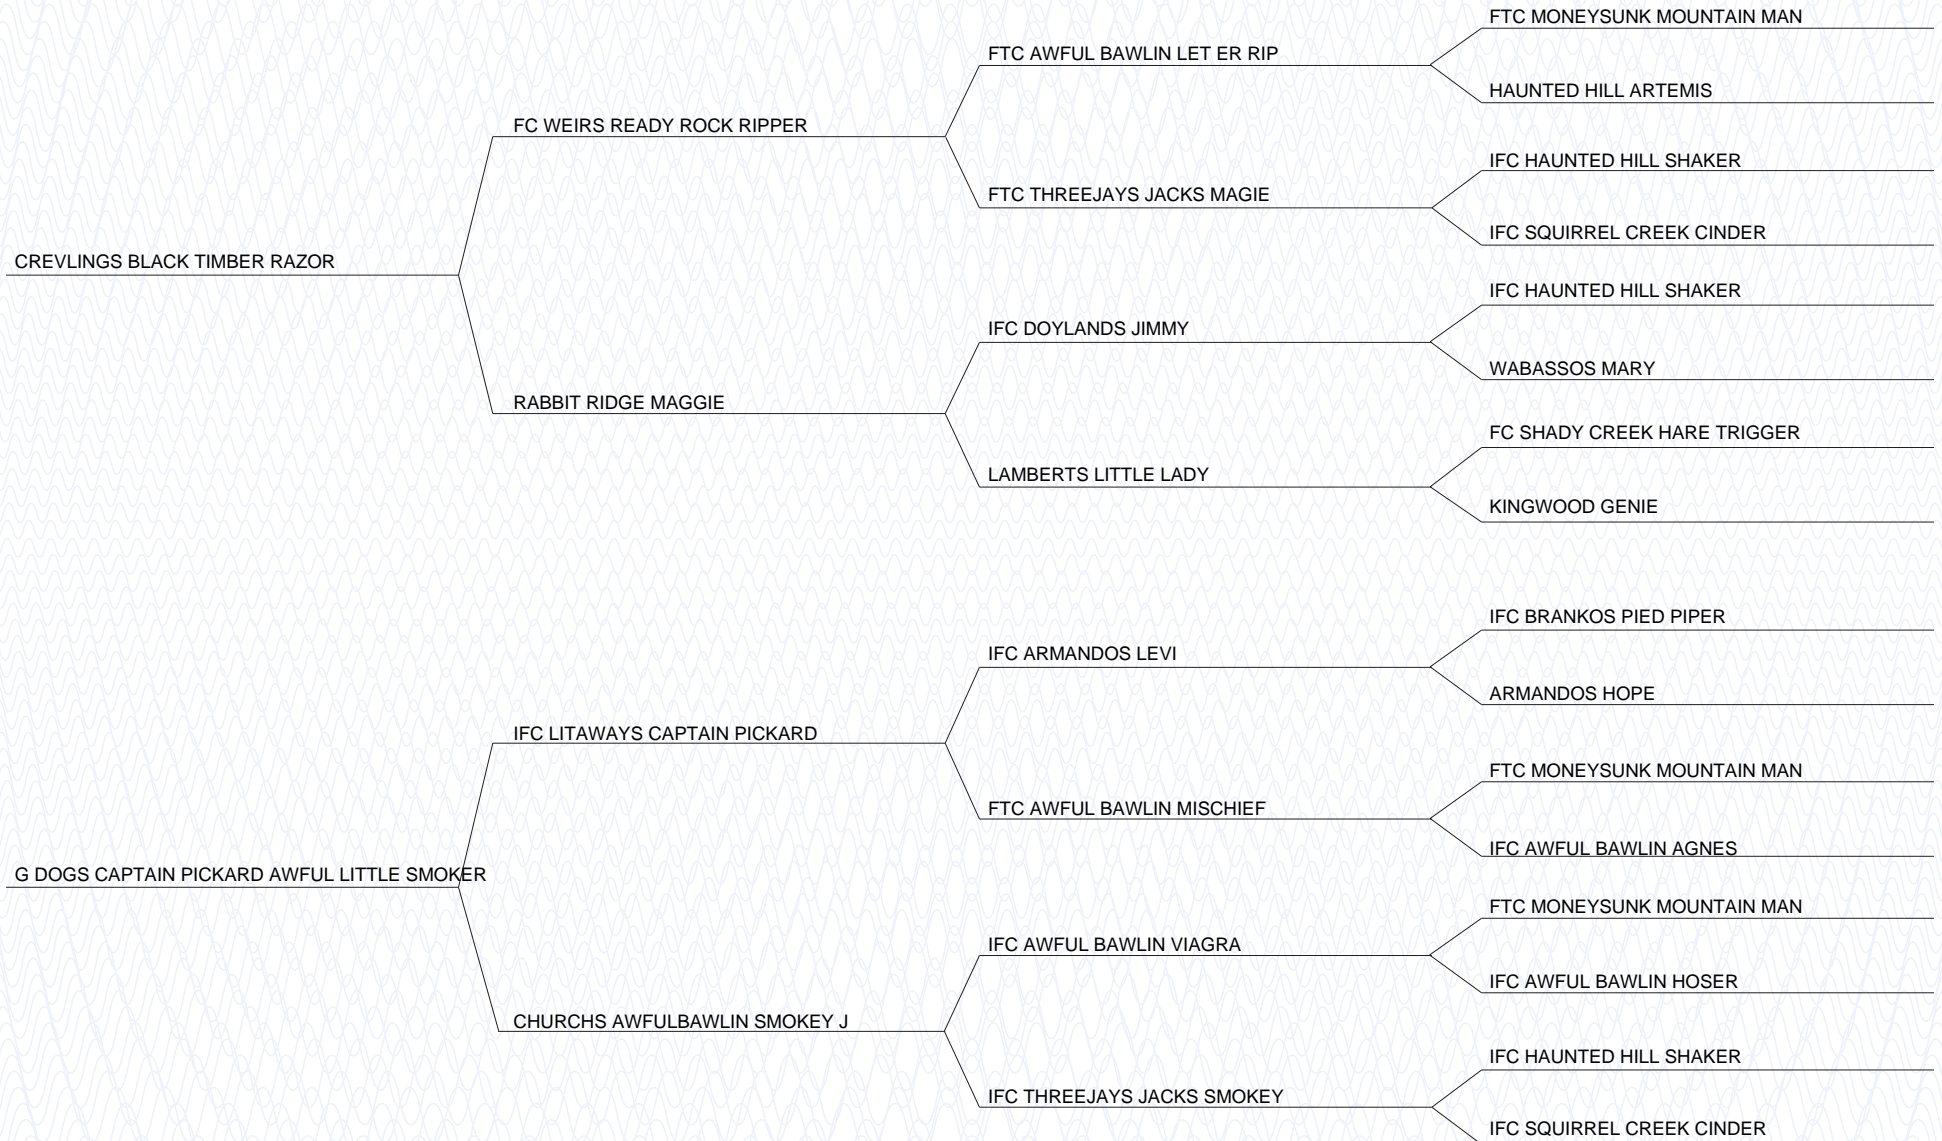 FTC MONEYSUNK MOUNTAIN MAN
FTC AWFUL BAWLIN LET ER RIP
HAUNTED HILL ARTEMIS
FC WEIRS READY ROCK RIPPER
IFC HAUNTED HILL SHAKER
FTC THREEJAYS JACKS MAGIE
IFC SQUIRREL CREEK CINDER
CREVLINGS BLACK TIMBER RAZOR
IFC HAUNTED HILL SHAKER
IFC DOYLANDS JIMMY
WABASSOS MARY
RABBIT RIDGE MAGGIE
FC SHADY CREEK HARE TRIGGER
LAMBERTS LITTLE LADY
KINGWOOD GENIE
IFC BRANKOS PIED PIPER
IFC ARMANDOS LEVI
ARMANDOS HOPE
IFC LITAWAYS CAPTAIN PICKARD
FTC MONEYSUNK MOUNTAIN MAN
FTC AWFUL BAWLIN MISCHIEF
IFC AWFUL BAWLIN AGNES
G DOGS CAPTAIN PICKARD AWFUL LITTLE SMOKER
FTC MONEYSUNK MOUNTAIN MAN
IFC AWFUL BAWLIN VIAGRA
IFC AWFUL BAWLIN HOSER
CHURCHS AWFULBAWLIN SMOKEY J
IFC HAUNTED HILL SHAKER
IFC THREEJAYS JACKS SMOKEY
IFC SQUIRREL CREEK CINDER